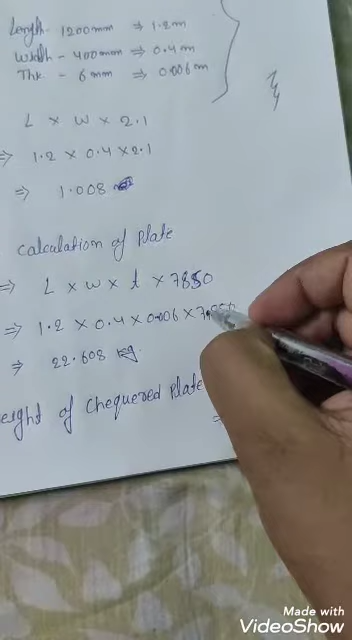 Length - 1200mm ⇒ 1.2m
Width - 400mm ⇒ 0.4m
Thk - 6mm ⇒ 0.006m
L × W × 2.1
⇒ 1.2 × 0.4 × 2.1
⇒ 1.008
Calculation of Plate
⇒ L × W × t × 7850
⇒ 1.2 × 0.4 × 0.006 ×
⇒ 22.608 kg
eight of Chequered Plate
⇒
Made with
VideoShow